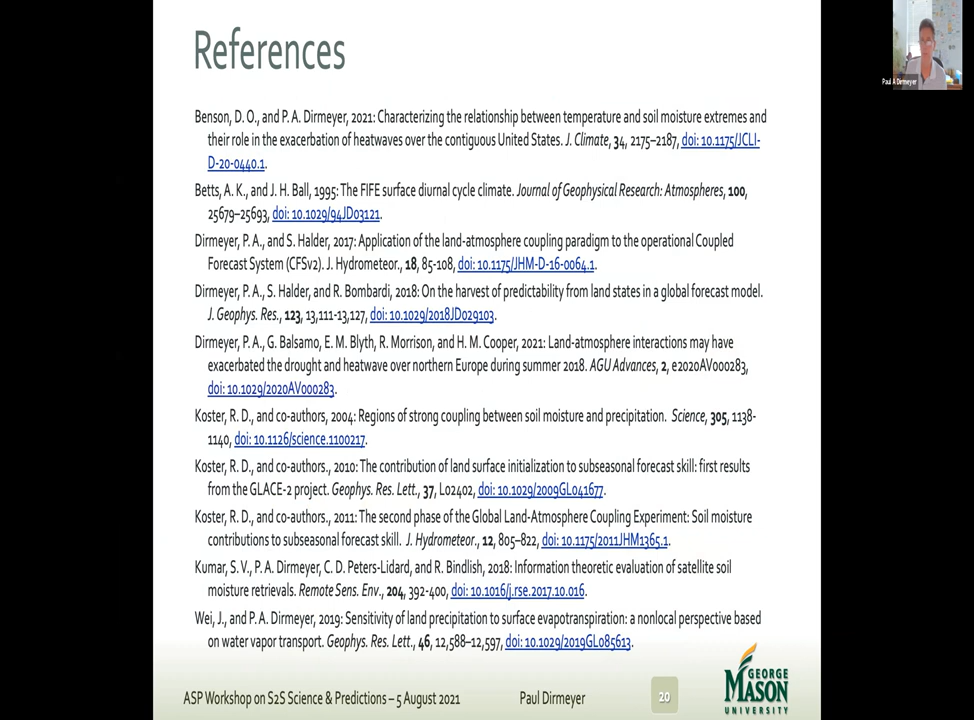 References
Paul A Dirmeyer
Benson, D. O., and P. A. Dirmeyer, 2021: Characterizing the relationship between temperature and soil moisture extremes and
their role in the exacerbation of heatwaves over the contiguous United States. J. Climate, 34, 2175–2187, doi: 10.1175/JCLI-
D-20-0440.1.
Betts, A. K., and J. H. Ball, 1995: The FIFE surface diurnal cycle climate. Journal of Geophysical Research: Atmospheres, 100,
25679–25693, doi: 10.1029/94JD03121.
Dirmeyer, P. A., and S. Halder, 2017: Application of the land-atmosphere coupling paradigm to the operational Coupled
Forecast System (CFSv2). J. Hydrometeor., 18, 85-108, doi: 10.1175/JHM-D-16-0064.1.
Dirmeyer, P. A., S. Halder, and R. Bombardi, 2018: On the harvest of predictability from land states in a global forecast model.
J. Geophys. Res., 123, 13,111-13,127, doi: 10.1029/2018JD029103.
Dirmeyer, P. A., G. Balsamo, E. M. Blyth, R. Morrison, and H. M. Cooper, 2021: Land-atmosphere interactions may have
exacerbated the drought and heatwave over northern Europe during summer 2018. AGU Advances, 2, e2020AV000283,
doi: 10.1029/2020AV000283.
Koster, R. D., and co-authors, 2004: Regions of strong coupling between soil moisture and precipitation. Science, 305, 1138-
1140, doi: 10.1126/science.1100217.
Koster, R. D., and co-authors., 2010: The contribution of land surface initialization to subseasonal forecast skill: first results
from the GLACE-2 project. Geophys. Res. Lett., 37, L02402, doi: 10.1029/2009GL041677.
Koster, R. D., and co-authors., 2011: The second phase of the Global Land-Atmosphere Coupling Experiment: Soil moisture
contributions to subseasonal forecast skill. J. Hydrometeor., 12, 805–822, doi: 10.1175/2011JHM1365.1.
Kumar, S. V., P. A. Dirmeyer, C. D. Peters-Lidard, and R. Bindlish, 2018: Information theoretic evaluation of satellite soil
moisture retrievals. Remote Sens. Env., 204, 392-400, doi: 10.1016/j.rse.2017.10.016.
Wei, J., and P. A. Dirmeyer, 2019: Sensitivity of land precipitation to surface evapotranspiration: a nonlocal perspective based
on water vapor transport. Geophys. Res. Lett., 46, 12,588–12,597, doi: 10.1029/2019GL085613.
ASP Workshop on S2S Science & Predictions – 5 August 2021
Paul Dirmeyer
20
GEORGE
MASON
UNIVERSITY